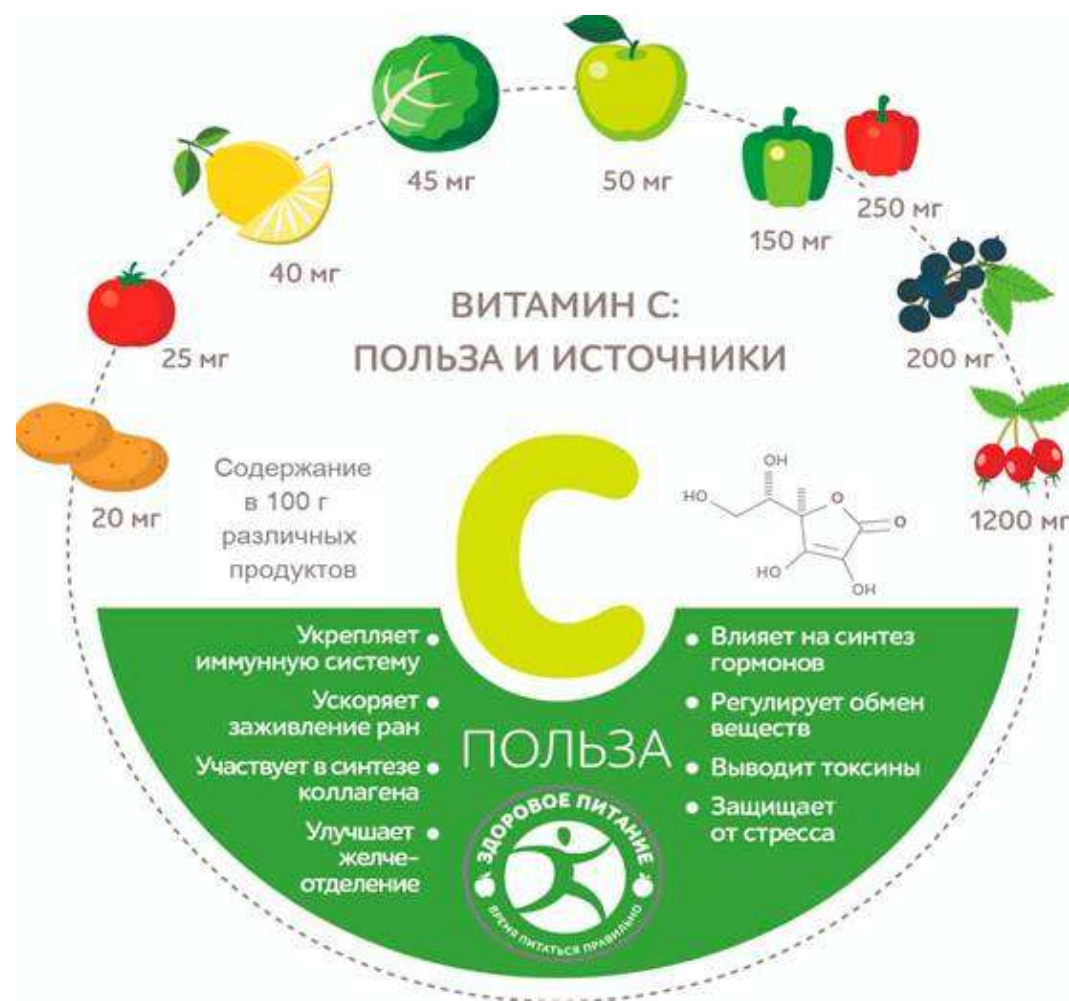 45 мг
50 мг
250 мг
150 мг
40 мг
ВИТАМИН С:
ПОЛЬЗА И ИСТОЧНИКИ
25 мг
200 мг
20 мг
1200 мг
Содержание
в 100 г
различных
продуктов
С
OH
HO
O
O
HO
OH
Укрепляет
иммунную систему
Ускоряет
заживление ран
Участвует в синтезе
коллагена
Улучшает
желче-
отделение
ПОЛЬЗА
Влияет на синтез
гормонов
Регулирует обмен
веществ
Выводит токсины
Защищает
от стресса
ЗДОРОВОЕ ПИТАНИЕ
ВРЕМЯ ПИТАТЬСЯ ПРАВИЛЬНО